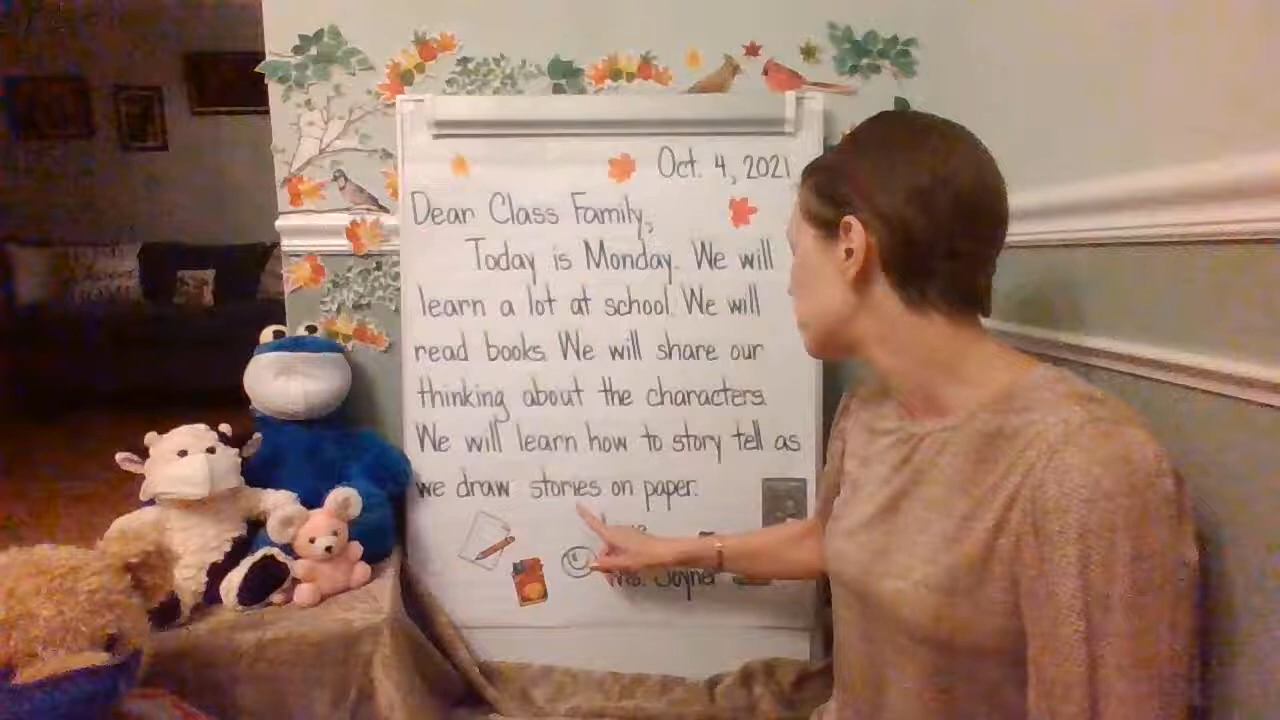 Oct. 4, 2021
Dear Class Family,
Today is Monday. We will
learn a lot at school. We will
read books. We will share our
thinking about the characters.
We will learn how to story tell as
we draw stories on paper.
Ms. Joyner